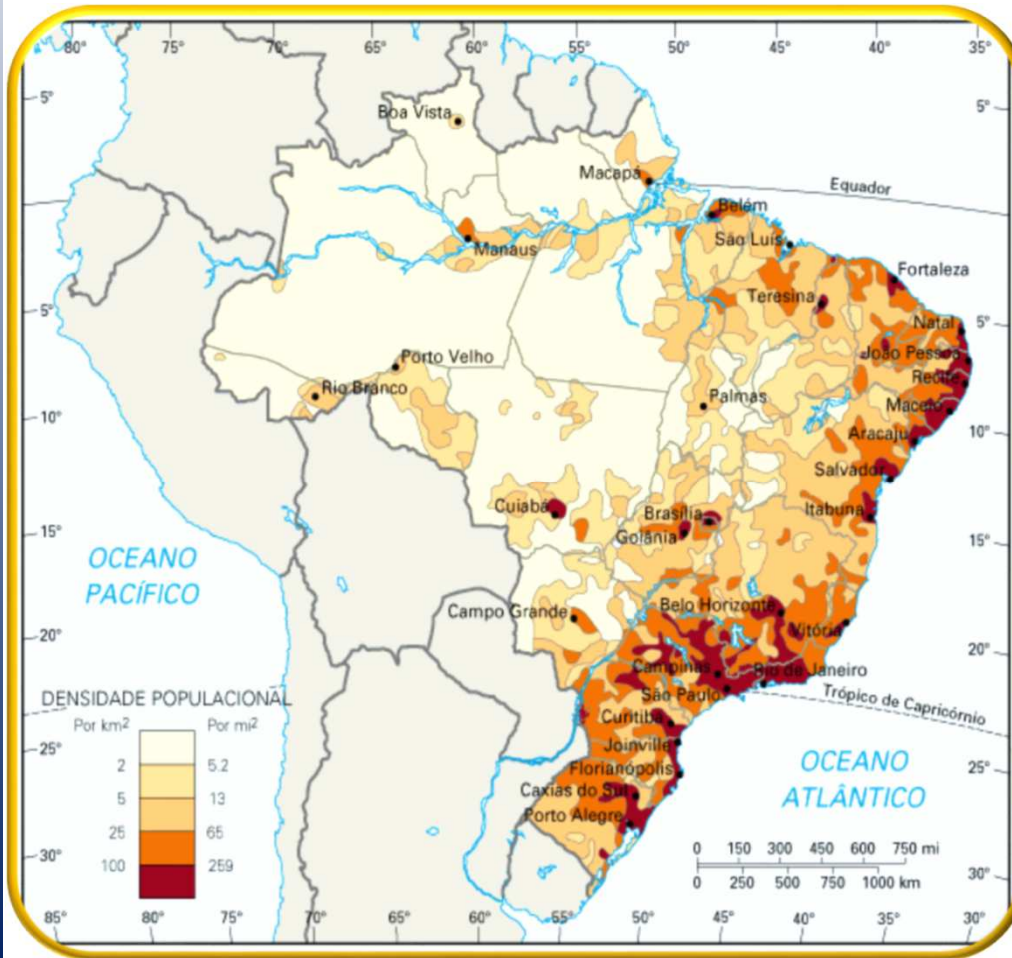 80° 75° 65° 60° 55° 50° 45° 40° 35°
5°
5°
Boa Vista
Macapá
Equador
Belém
São Luís
Manaus
Fortaleza
Teresina
5°
Natal
5°
João Pessoa
Porto Velho
Recife
Rio Branco
Palmas
Maceió
10°
Aracaju
10°
Salvador
Cuiabá
Brasília
Itabuna
15°
Goiânia
15°
OCEANO
PACÍFICO
Campo Grande
Belo Horizonte
Vitória
20°
20°
Campinas
Rio de Janeiro
São Paulo
Trópico de Capricórnio
DENSIDADE POPULACIONAL
Por km² Por mi²
Curitiba
Joinville
25°
2 5.2
Florianópolis
OCEANO
ATLÂNTICO
25°
5 13
Caxias do Sul
Porto Alegre
25 65
0 150 300 450 600 750 mi
30°
100 259
0 250 500 750 1000 km
30°
85° 80° 75° 70° 65° 60° 55° 50° 45° 40° 35° 30°